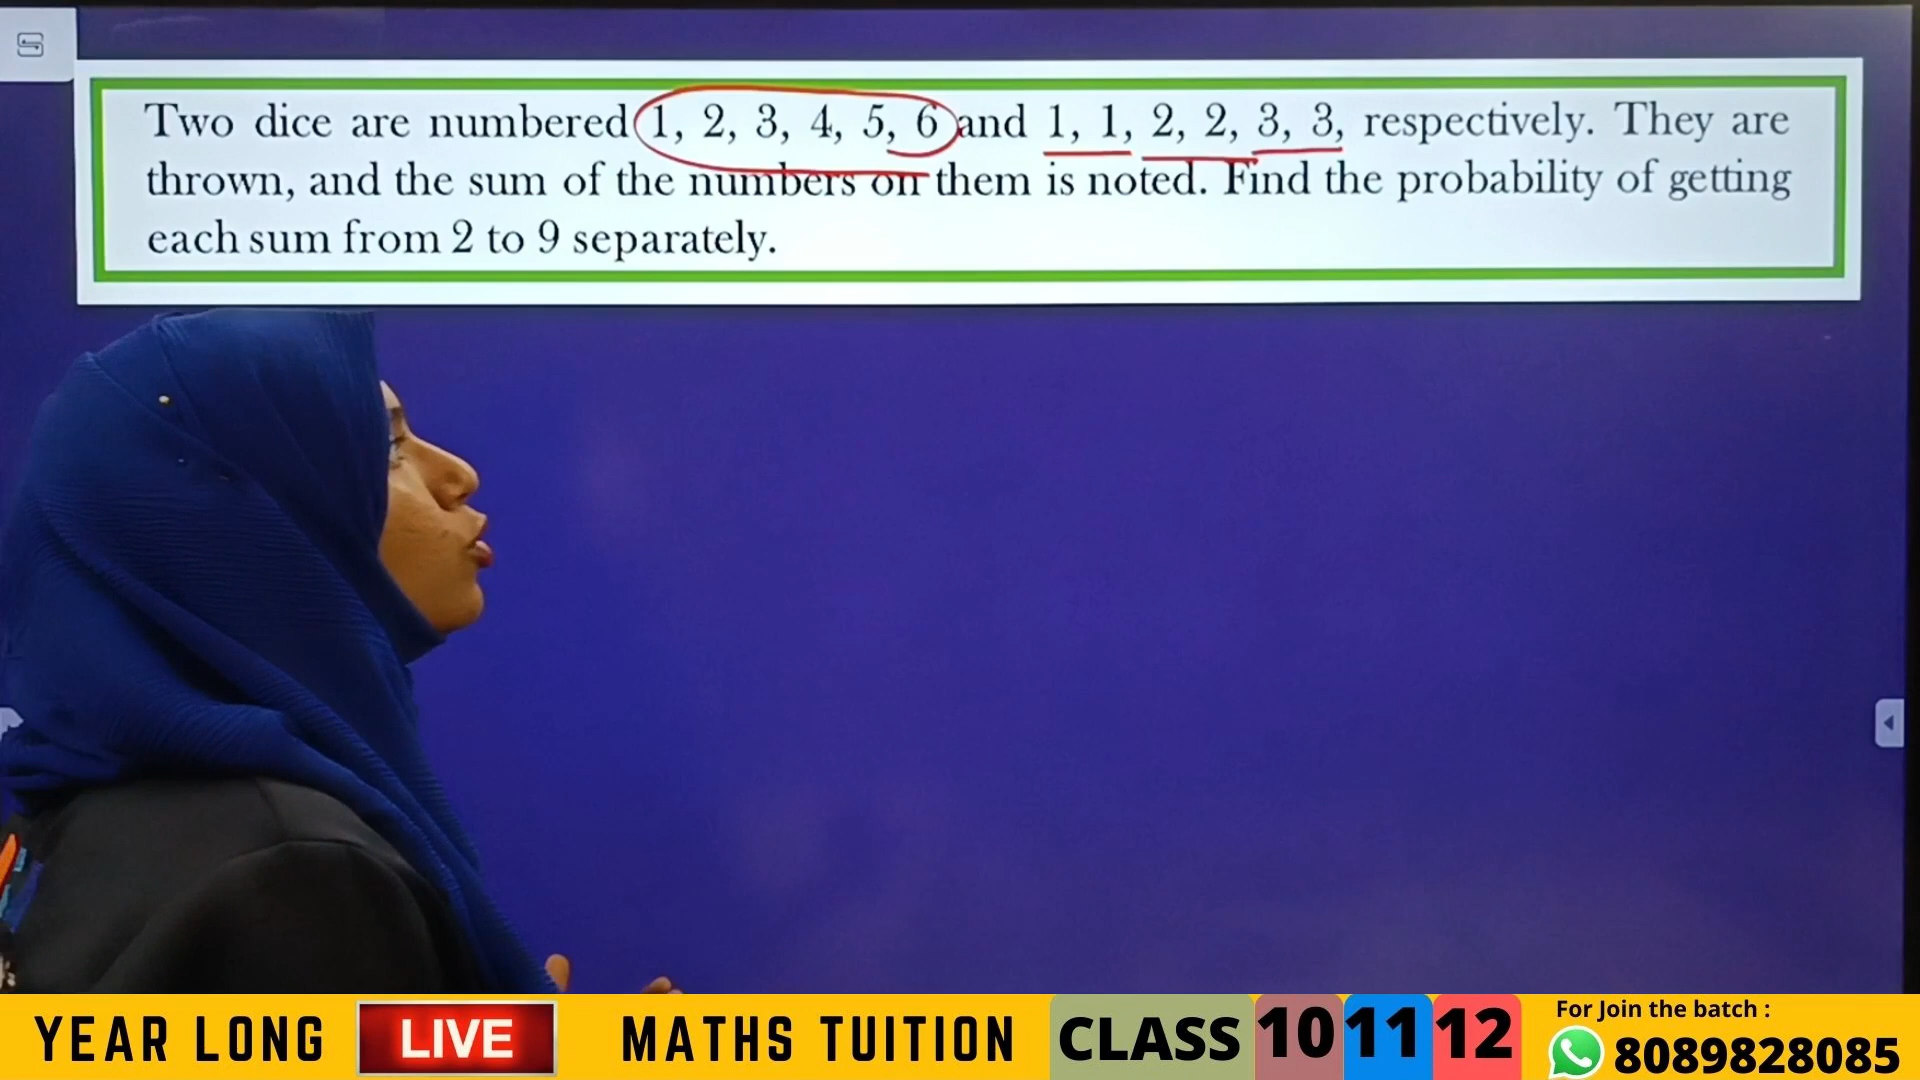 Two dice are numbered 1, 2, 3, 4, 5, 6 and 1, 1, 2, 2, 3, 3, respectively. They are
thrown, and the sum of the numbers on them is noted. Find the probability of getting
each sum from 2 to 9 separately.
YEAR LONG LIVE MATHS TUITION CLASS 10 11 12
For Join the batch :
8089828085